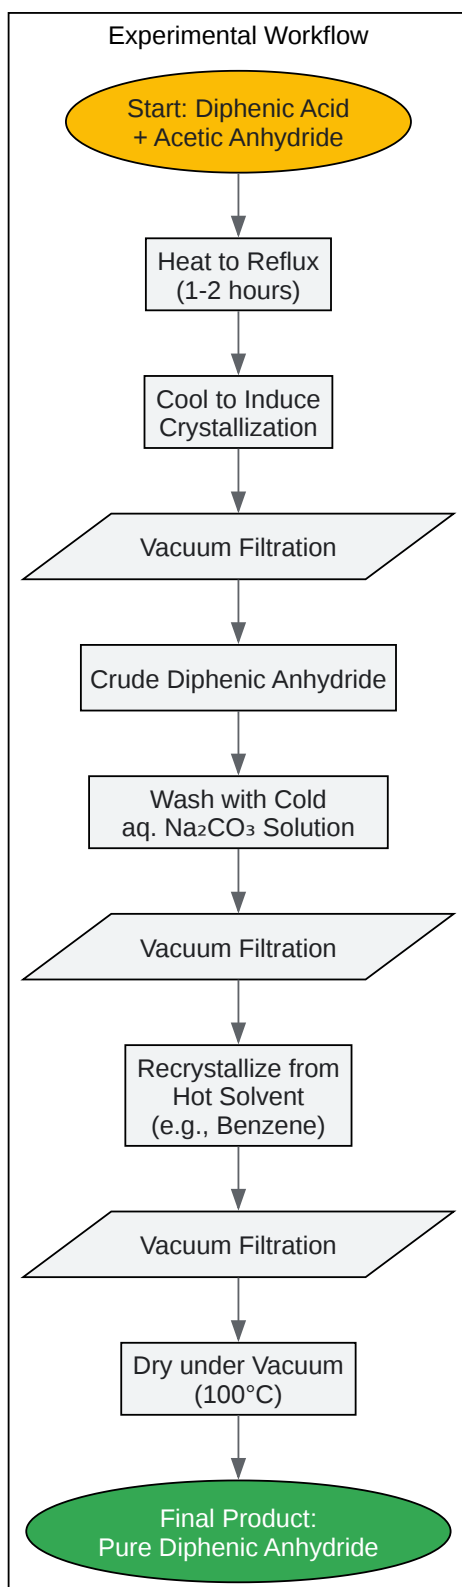 Experimental Workflow
Start: Diphenic Acid
+ Acetic Anhydride
Heat to Reflux
(1-2 hours)
Cool to Induce
Crystallization
Vacuum Filtration
Crude Diphenic Anhydride
Wash with Cold
aq. Na₂CO₃ Solution
Vacuum Filtration
Recrystallize from
Hot Solvent
(e.g., Benzene)
Vacuum Filtration
Dry under Vacuum
(100°C)
Final Product:
Pure Diphenic Anhydride